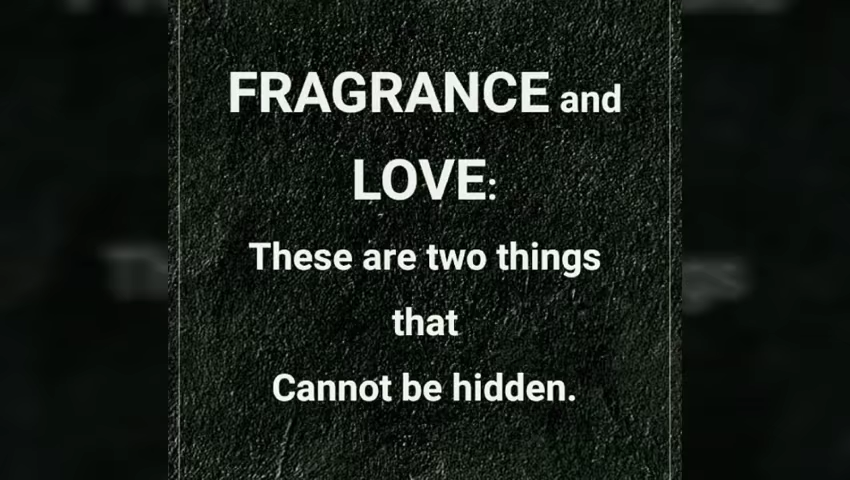 FRAGRANCE and
LOVE:
These are two things
that
Cannot be hidden.